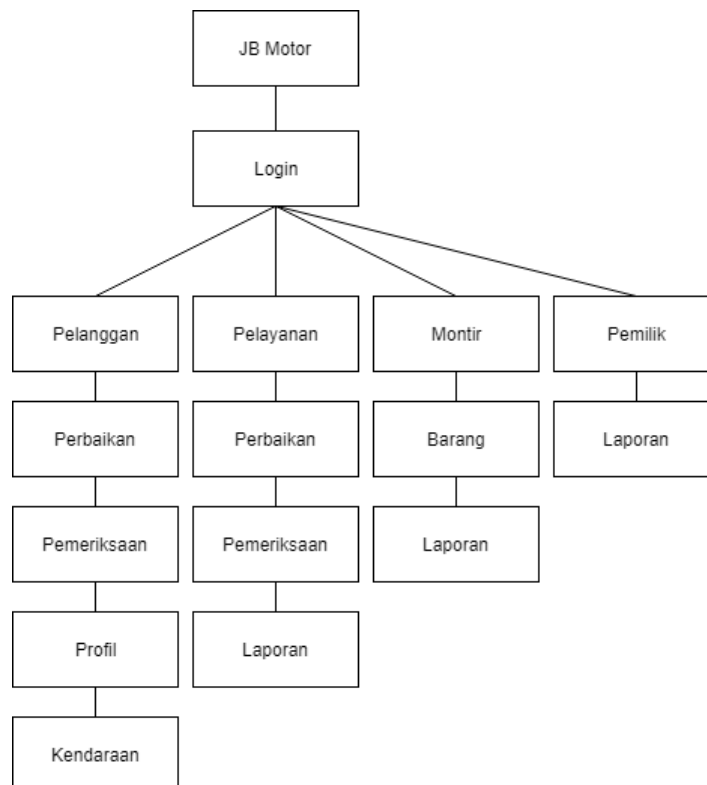 JB Motor
Login
Pelanggan
Pelayanan
Montir
Pemilik
Perbaikan
Perbaikan
Barang
Laporan
Pemeriksaan
Pemeriksaan
Laporan
Profil
Laporan
Kendaraan